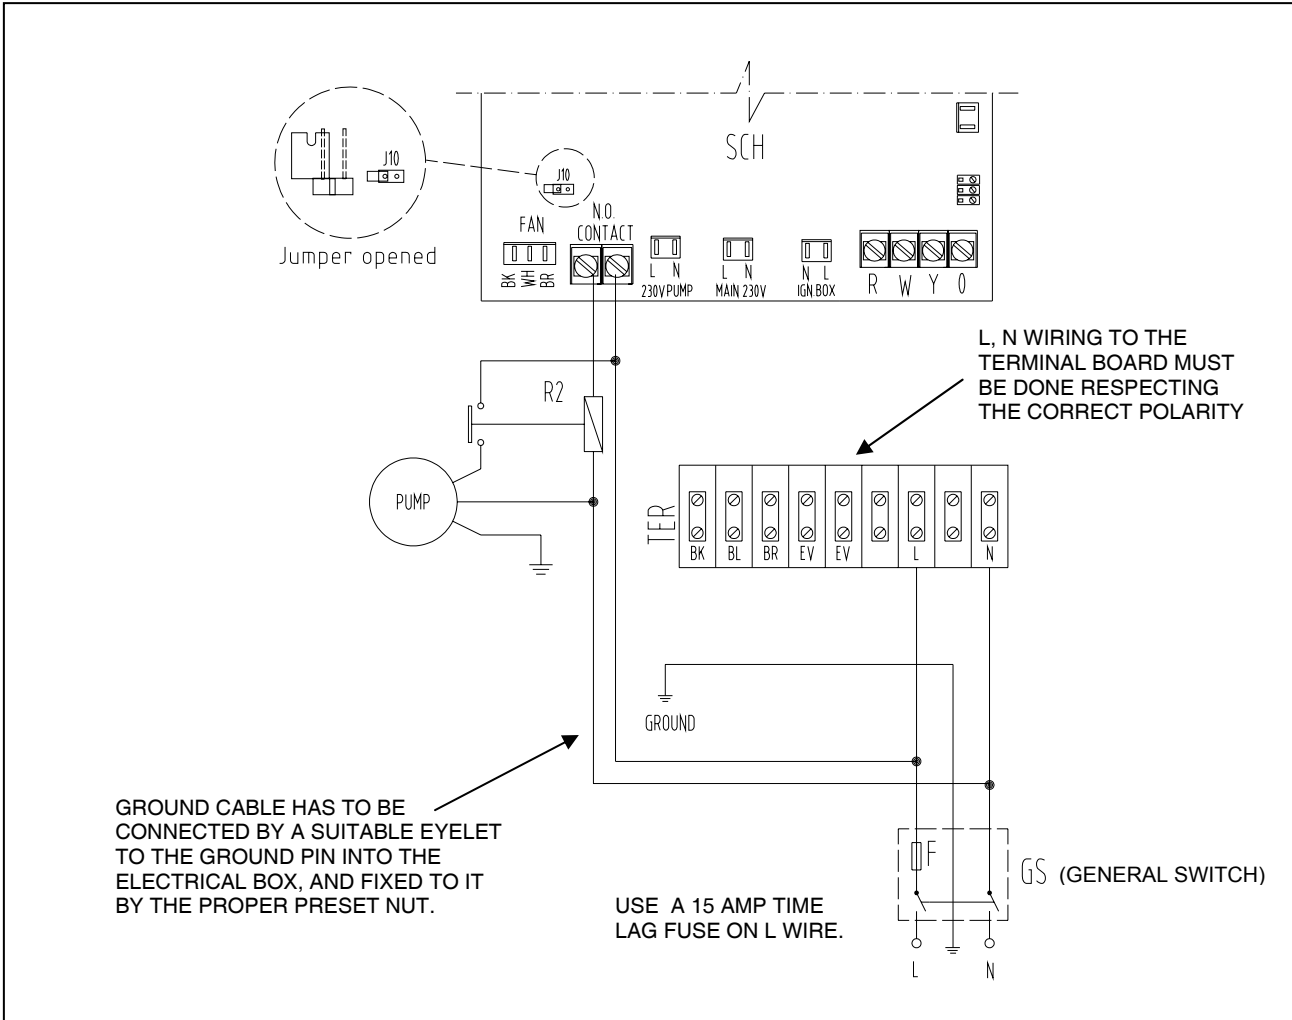 SCH
J10
J10
Jumper opened
FAN
N.O.
CONTACT
BK
WH
BR
L N
230V PUMP
L N
MAIN 230V
N L
IGN.BOX
R W Y O
L, N WIRING TO THE
TERMINAL BOARD MUST
BE DONE RESPECTING
THE CORRECT POLARITY
R2
PUMP
TER
BK BL BR EV EV L N
GROUND
GROUND CABLE HAS TO BE
CONNECTED BY A SUITABLE EYELET
TO THE GROUND PIN INTO THE
ELECTRICAL BOX, AND FIXED TO IT
BY THE PROPER PRESET NUT.
F
GS (GENERAL SWITCH)
USE A 15 AMP TIME
LAG FUSE ON L WIRE.
L N